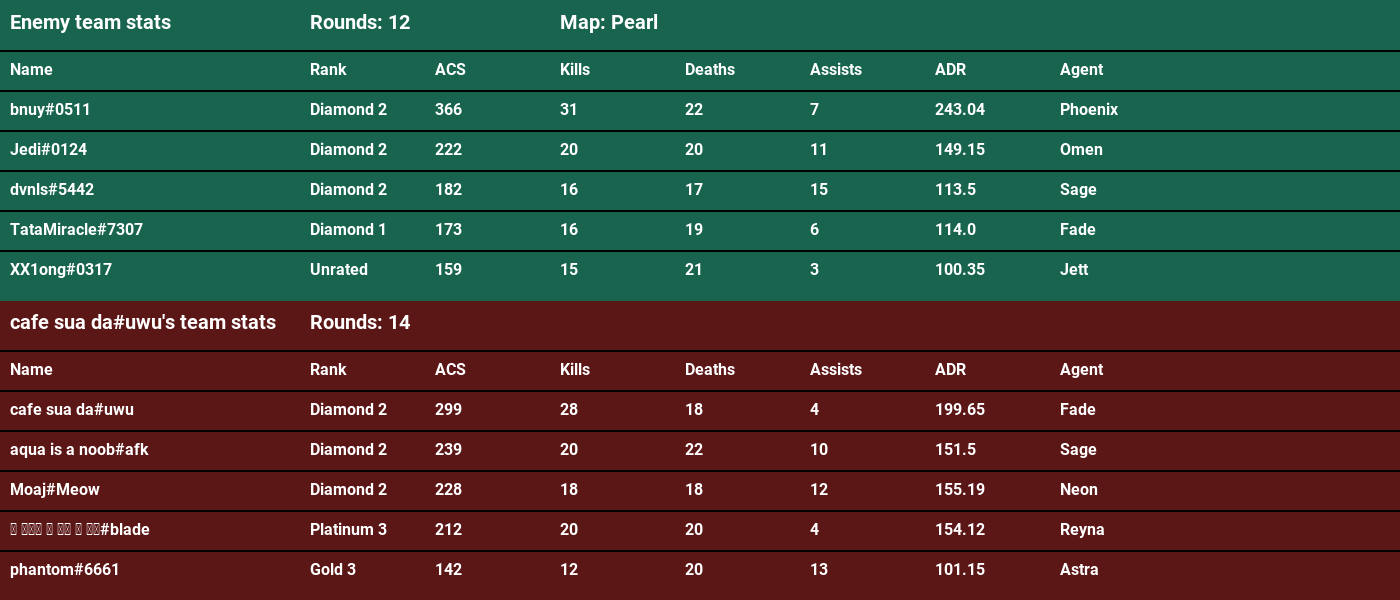 Enemy team stats Rounds: 12 Map: Pearl
Name Rank ACS Kills Deaths Assists ADR Agent
bnuy#0511 Diamond 2 366 31 22 7 243.04 Phoenix
Jedi#0124 Diamond 2 222 20 20 11 149.15 Omen
dvnls#5442 Diamond 2 182 16 17 15 113.5 Sage
TataMiracle#7307 Diamond 1 173 16 19 6 114.0 Fade
XX1ong#0317 Unrated 159 15 21 3 100.35 Jett
cafe sua da#uwu's team stats Rounds: 14
Name Rank ACS Kills Deaths Assists ADR Agent
cafe sua da#uwu Diamond 2 299 28 18 4 199.65 Fade
aqua is a noob#afk Diamond 2 239 20 22 10 151.5 Sage
Moaj#Meow Diamond 2 228 18 18 12 155.19 Neon
#blade Platinum 3 212 20 20 4 154.12 Reyna
phantom#6661 Gold 3 142 12 20 13 101.15 Astra